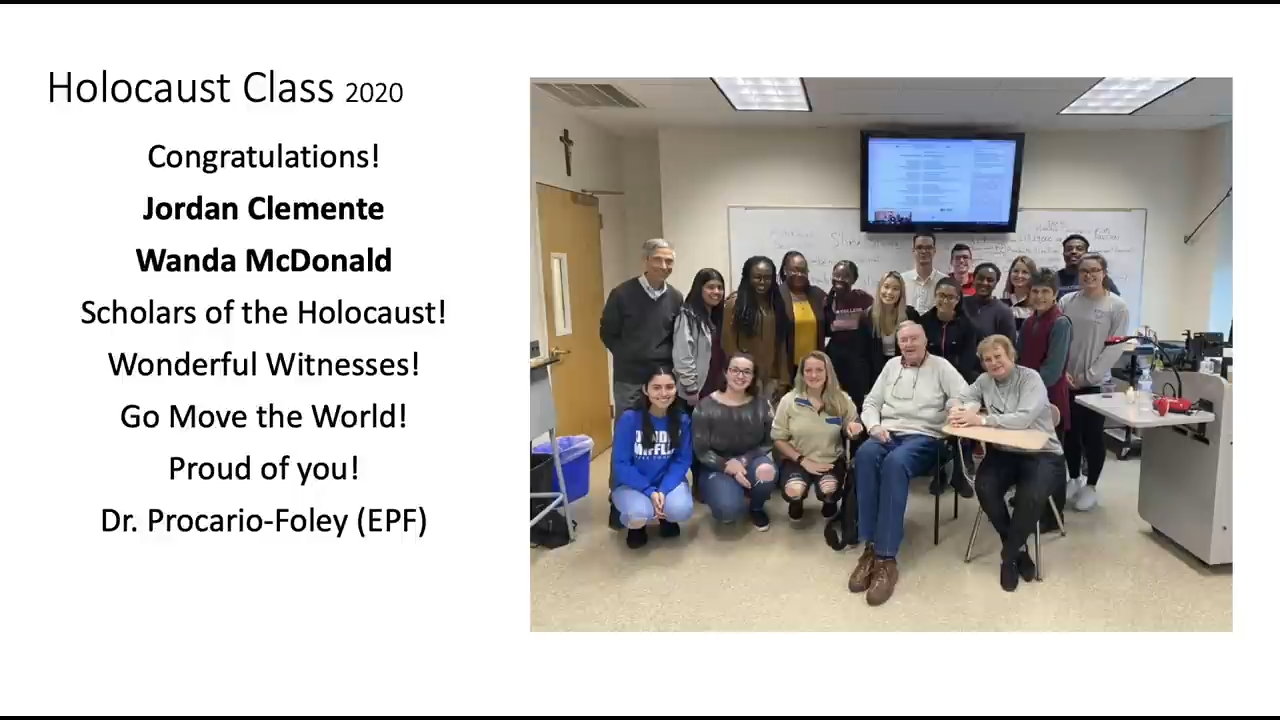 Holocaust Class 2020
Congratulations!
Jordan Clemente
Wanda McDonald
Scholars of the Holocaust!
Wonderful Witnesses!
Go Move the World!
Proud of you!
Dr. Procario-Foley (EPF)
MIFFLIN